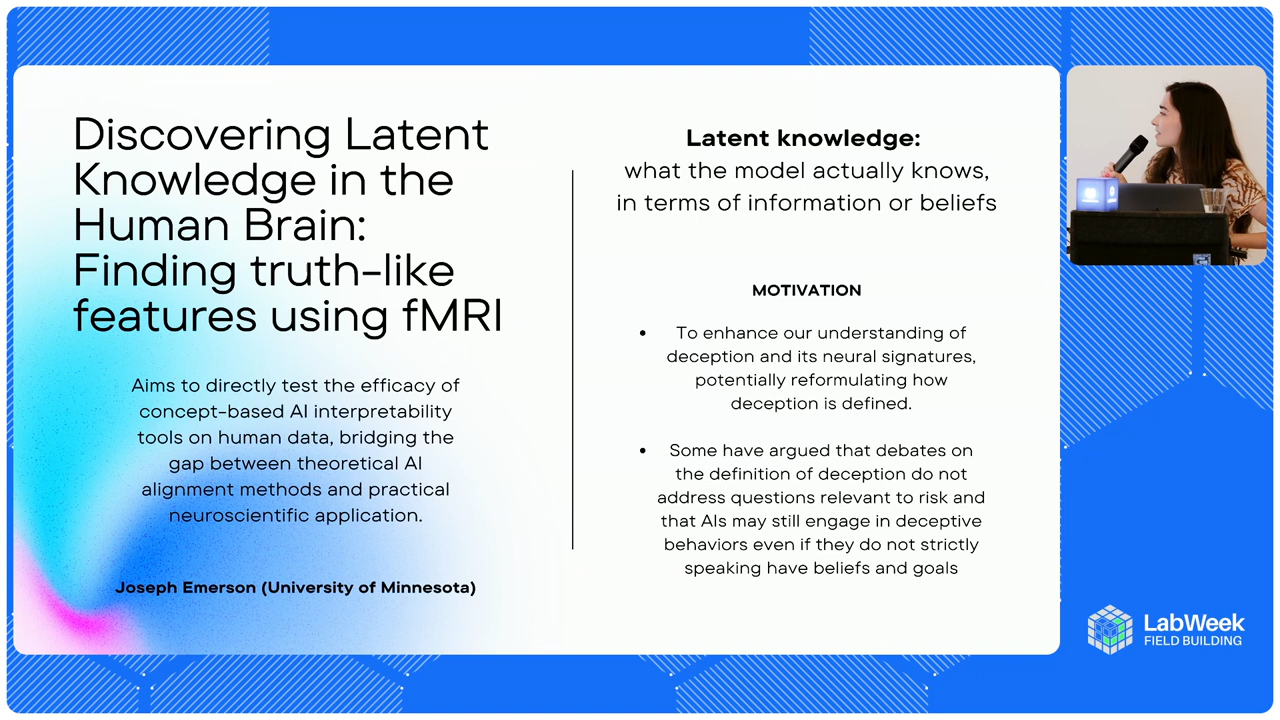 Discovering Latent
Knowledge in the
Human Brain:
Finding truth-like
features using fMRI
Aims to directly test the efficacy of
concept-based AI interpretability
tools on human data, bridging the
gap between theoretical AI
alignment methods and practical
neuroscientific application.
Joseph Emerson (University of Minnesota)
Latent knowledge:
what the model actually knows,
in terms of information or beliefs
MOTIVATION
• To enhance our understanding of
deception and its neural signatures,
potentially reformulating how
deception is defined.
• Some have argued that debates on
the definition of deception do not
address questions relevant to risk and
that AIs may still engage in deceptive
behaviors even if they do not strictly
speaking have beliefs and goals
LabWeek
FIELD BUILDING